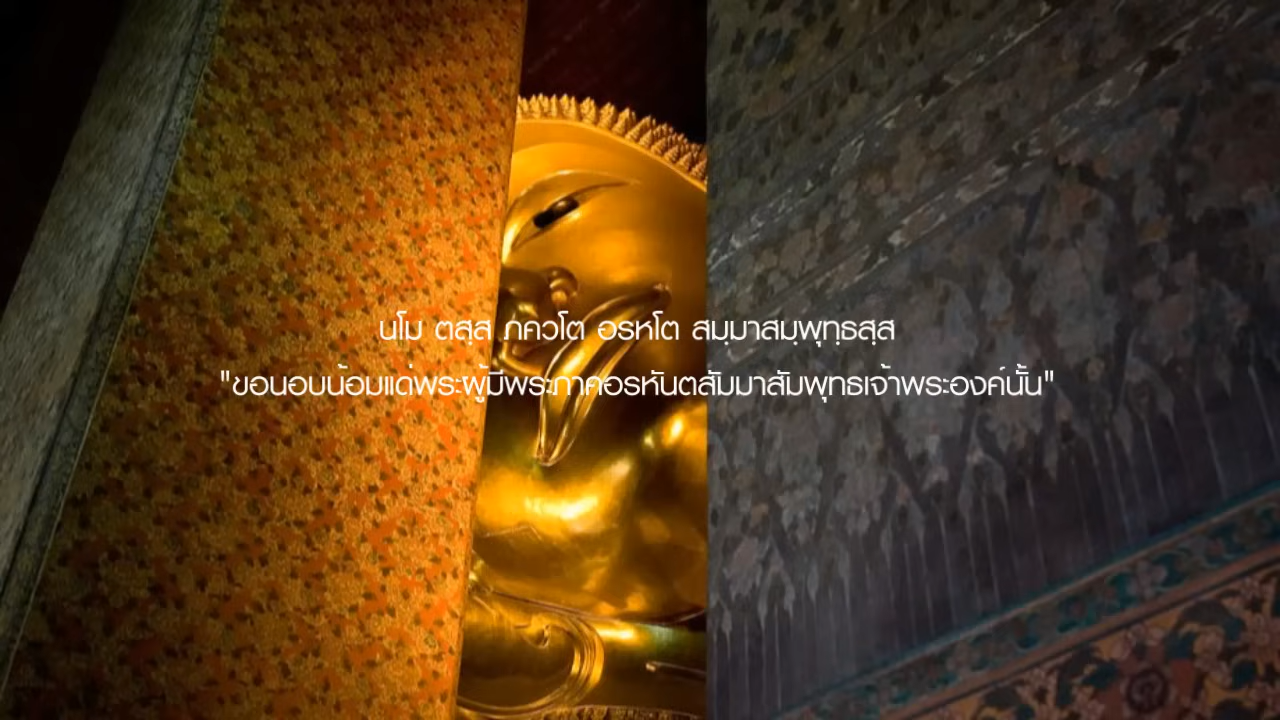 นโม ตสฺส ภควโต อรหโต สมฺมาสมฺพุทฺธสฺส
"ขอนอบน้อมแด่พระผู้มีพระภาคอรหันตสัมมาสัมพุทธเจ้าพระองค์นั้น"